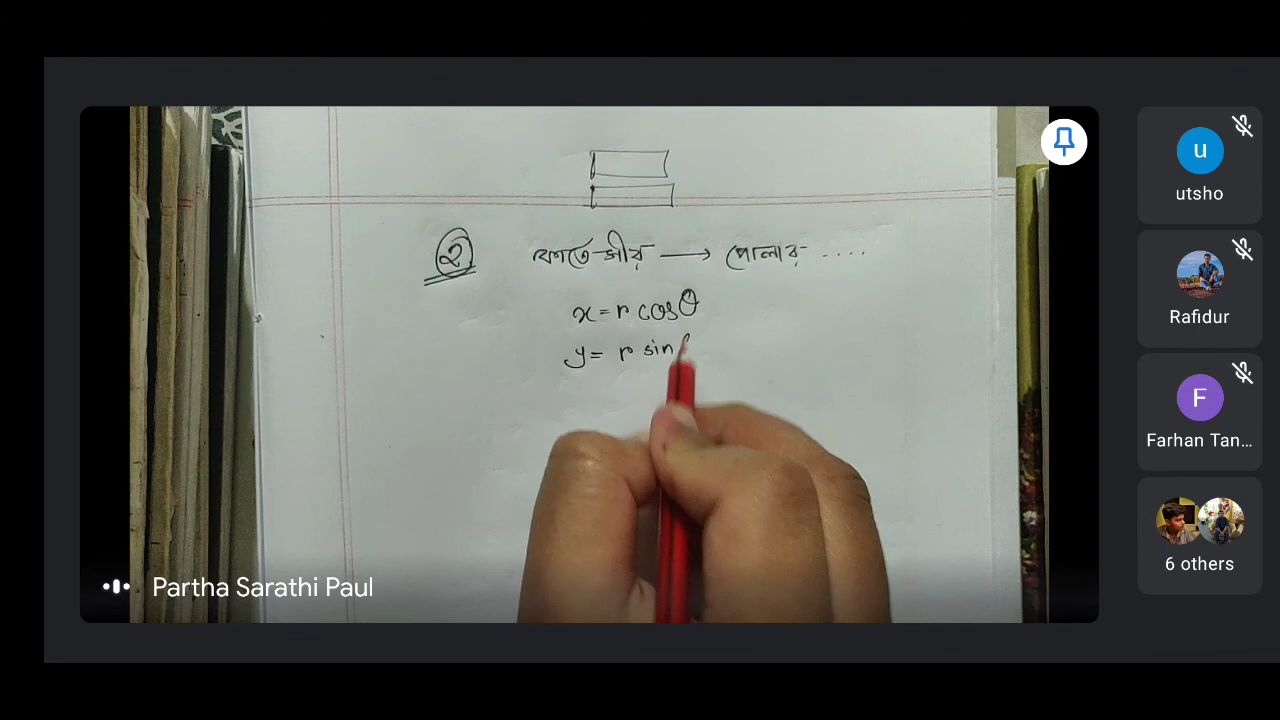 ২ কার্তেসীয় → পোলার ....
x = r cosθ
y = r sin
Partha Sarathi Paul
u
utsho
Rafidur
F
Farhan Tan...
6 others